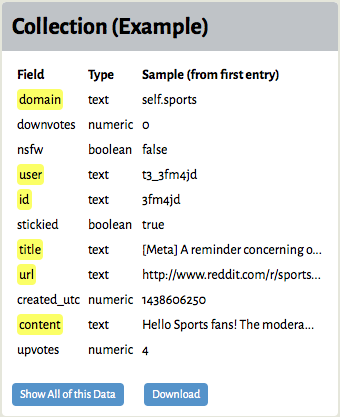 Collection (Example)
Field Type Sample (from first entry)
domain text self.sports
downvotes numeric 0
nsfw boolean false
user text t3_3fm4jd
id text 3fm4jd
stickied boolean true
title text [Meta] A reminder concerning o...
url text http://www.reddit.com/r/sports...
created_utc numeric 1438606250
content text Hello Sports fans! The modera...
upvotes numeric 4
Show All of this Data Download